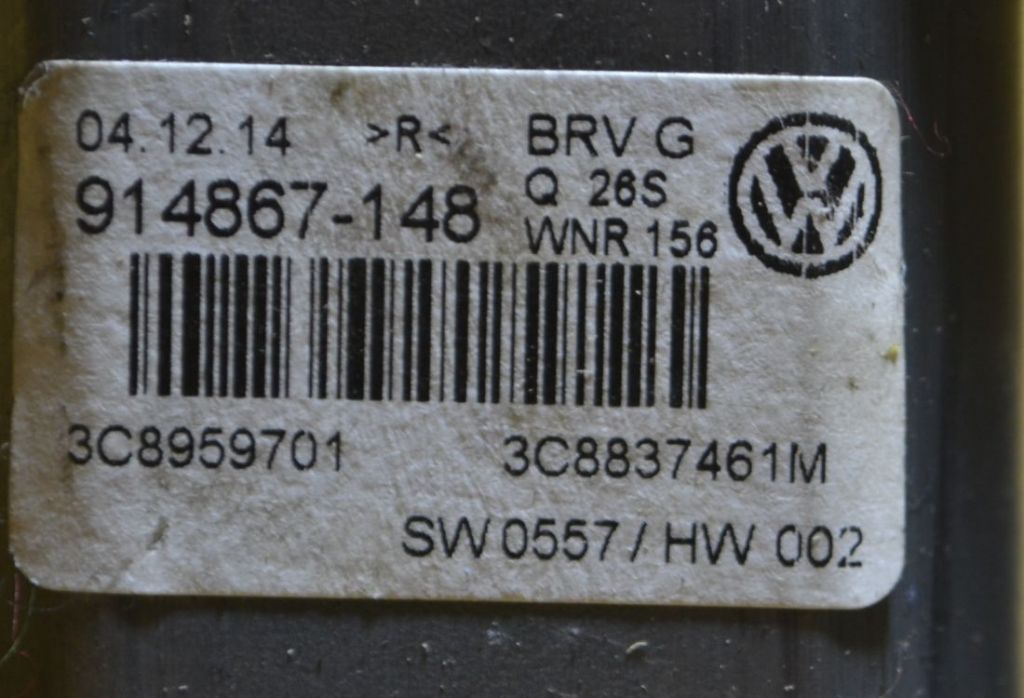 04.12.14 >R< BRV G
914867-148 Q 26S
WNR 156
3C8959701 3C8837461M
SW 0557 / HW 002